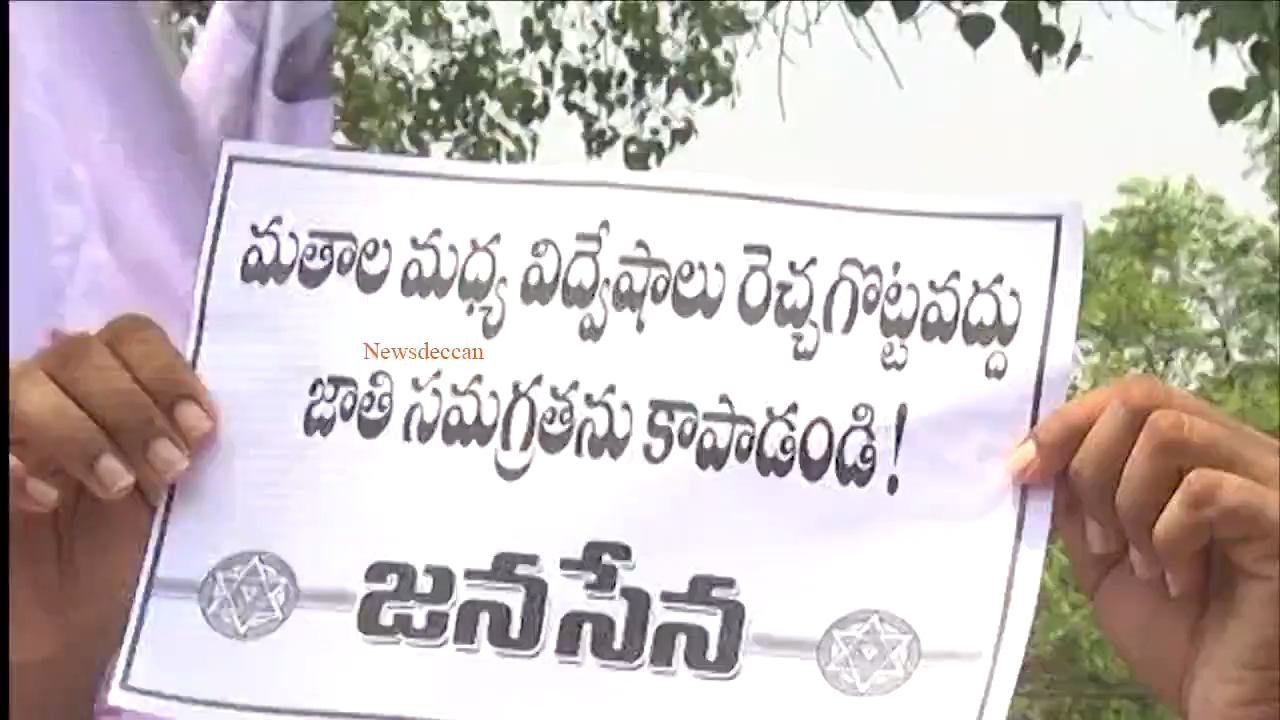 మతాల మధ్య విద్వేషాలు రెచ్చగొట్టవద్దు
Newsdeccan
జాతి సమగ్రతను కాపాడండి!
జనసేన